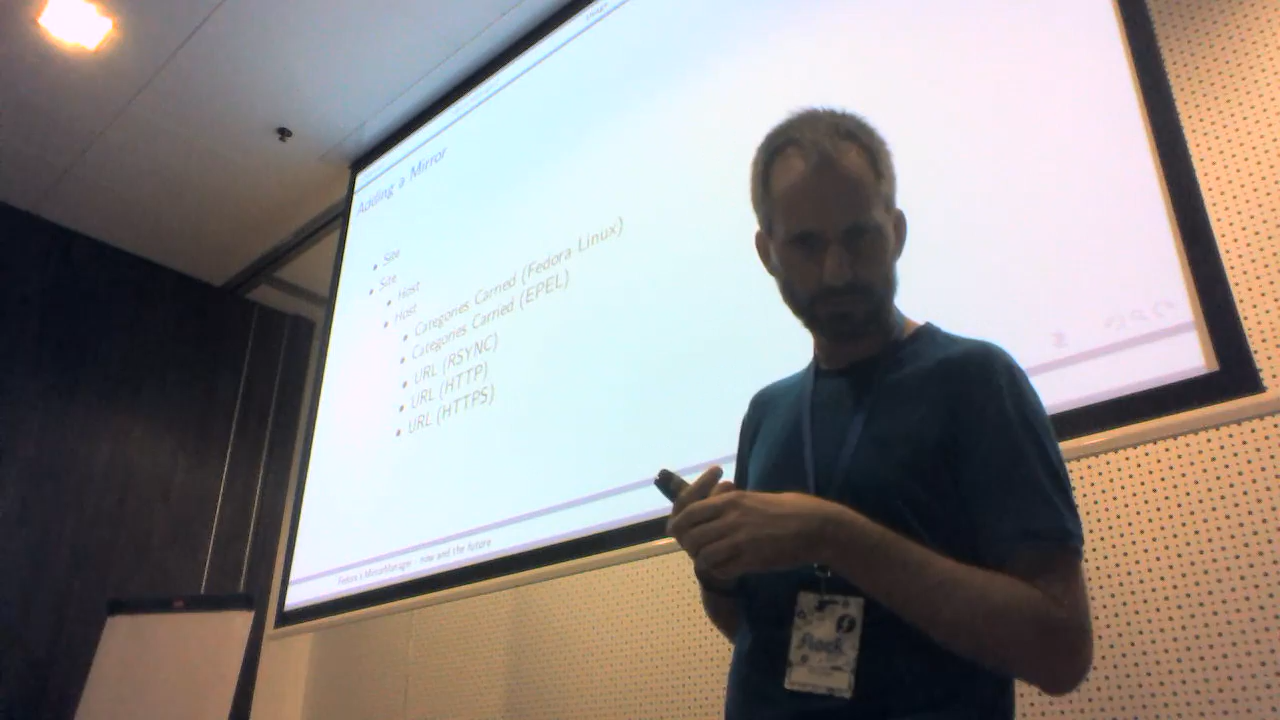 Adding a Mirror
Site
Site
Host
Host
Categories Carried (Fedora Linux)
Categories Carried (EPEL)
URL (RSYNC)
URL (HTTP)
URL (HTTPS)
Fedora's MirrorManager - now and the future
flock